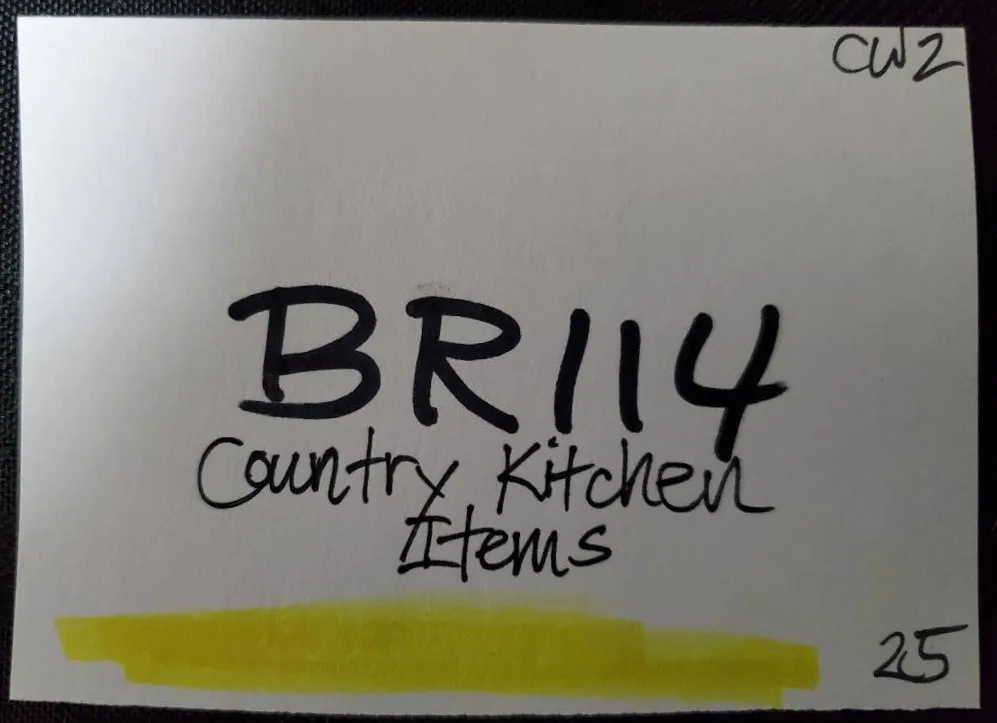 CW2
BR114
Country Kitchen
Items
25